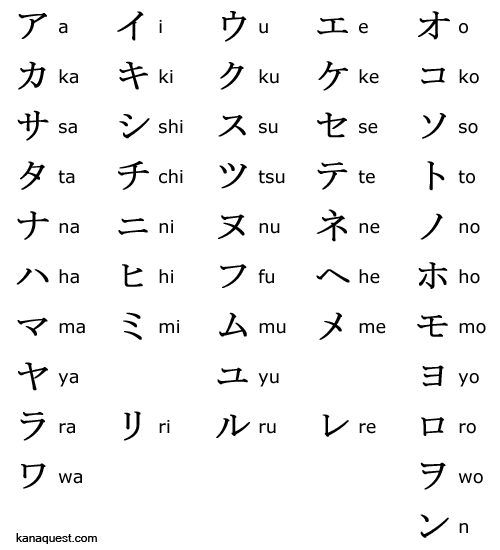 ア a イ i ウ u エ e オ o
カ ka キ ki ク ku ケ ke コ ko
サ sa シ shi ス su セ se ソ so
タ ta チ chi ツ tsu テ te ト to
ナ na ニ ni ヌ nu ネ ne ノ no
ハ ha ヒ hi フ fu ヘ he ホ ho
マ ma ミ mi ム mu メ me モ mo
ヤ ya ユ yu ヨ yo
ラ ra リ ri ル ru レ re ロ ro
ワ wa ヲ wo
ン n
kanaquest.com